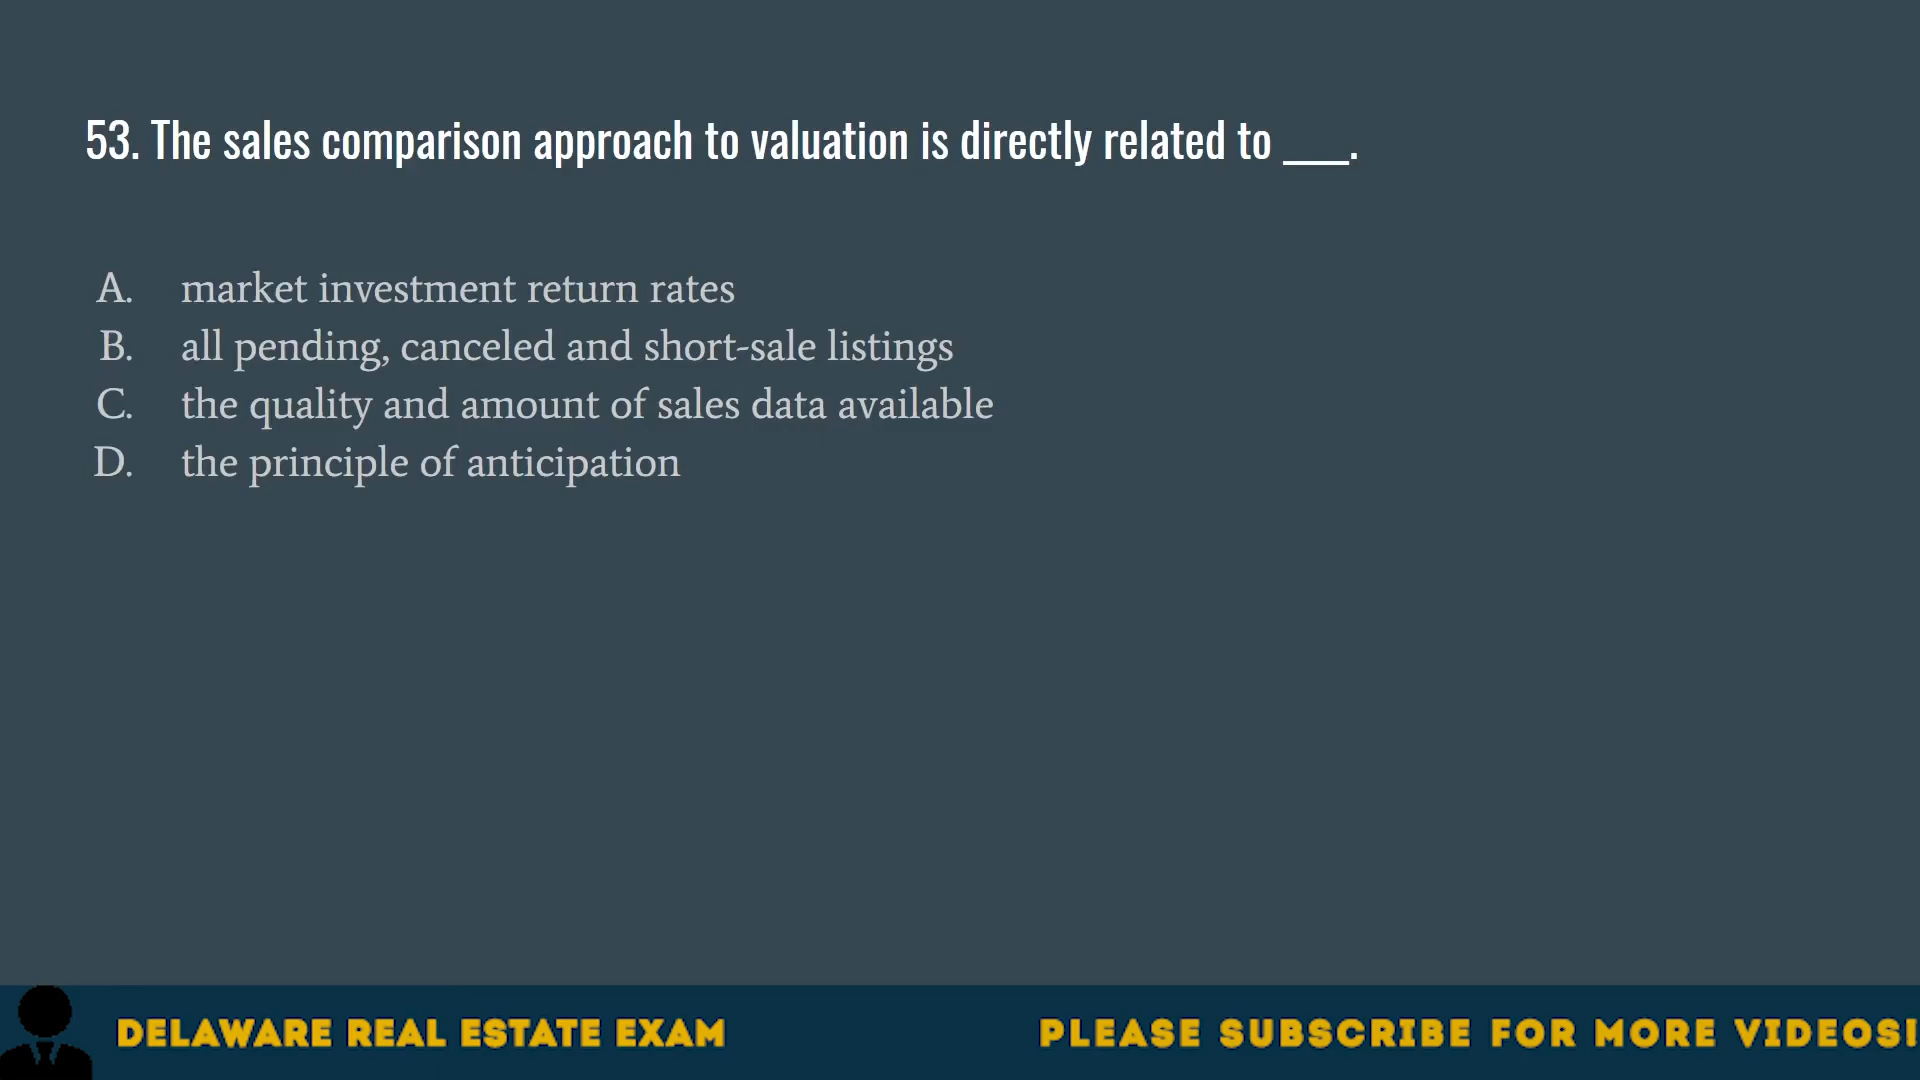 53. The sales comparison approach to valuation is directly related to ____.
A. market investment return rates
B. all pending, canceled and short-sale listings
C. the quality and amount of sales data available
D. the principle of anticipation
DELAWARE REAL ESTATE EXAM
PLEASE SUBSCRIBE FOR MORE VIDEOS!